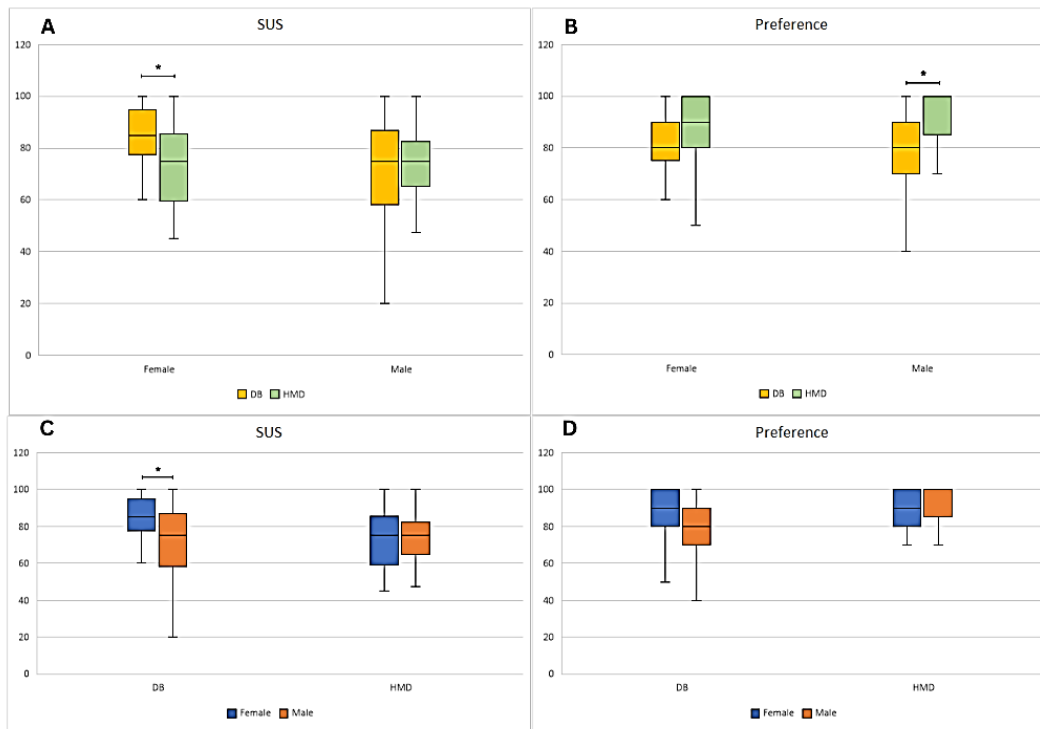 A
SUS
120
100
80
60
40
20
0
*
Female
Male
DB
HMD
B
Preference
120
100
80
60
40
20
0
*
Female
Male
DB
HMD
C
SUS
120
100
80
60
40
20
0
*
DB
HMD
Female
Male
D
Preference
120
100
80
60
40
20
0
DB
HMD
Female
Male